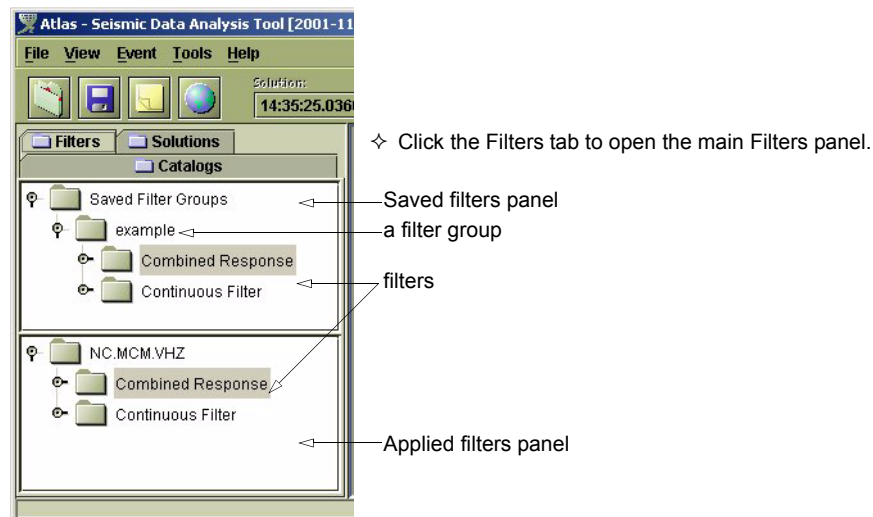 Atlas - Seismic Data Analysis Tool [2001-11
File View Event Tools Help
Solution:
14:35:25.036
Filters Solutions
Catalogs
✧ Click the Filters tab to open the main Filters panel.
Saved Filter Groups
Saved filters panel
example
a filter group
Combined Response
filters
Continuous Filter
NC.MCM.VHZ
Combined Response
Continuous Filter
Applied filters panel